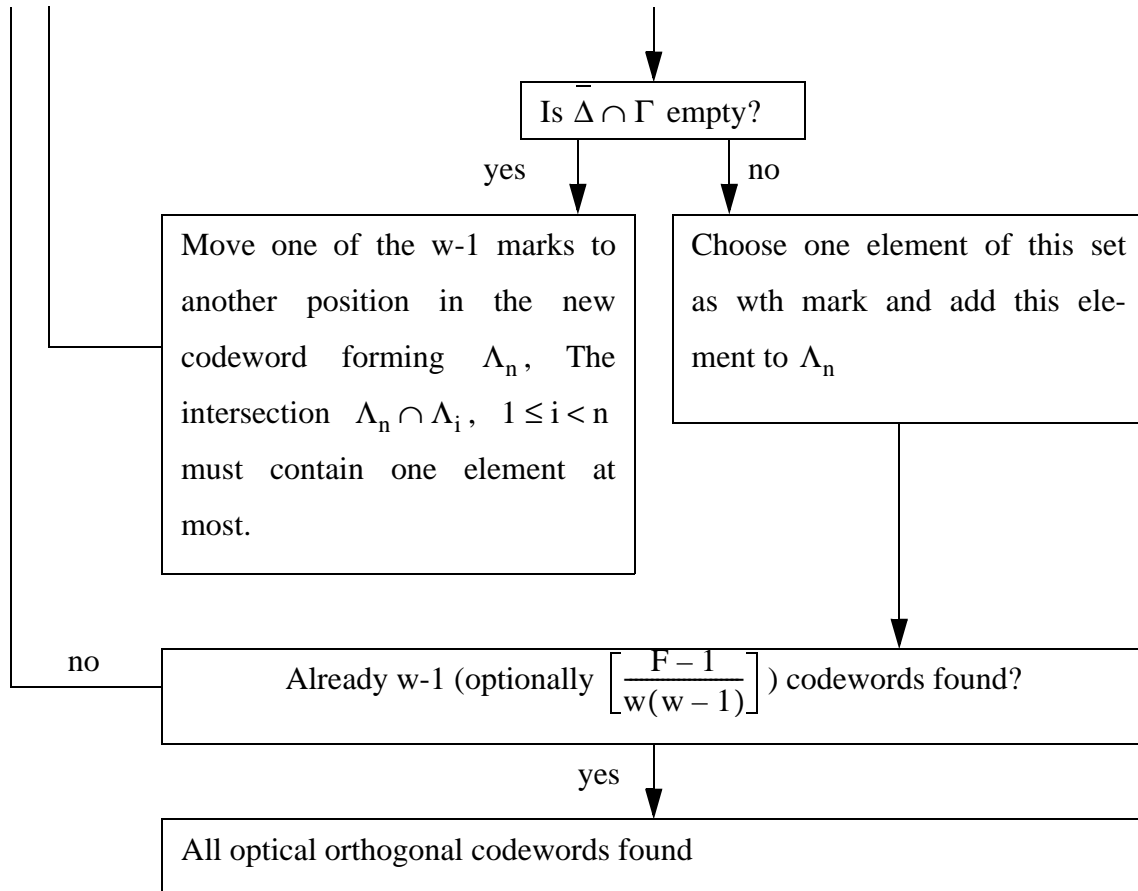 Is Δ̄ ∩ Γ empty?
yes
no
Move one of the w-1 marks to
another position in the new
codeword forming Λₙ, The
intersection Λₙ ∩ Λᵢ, 1 ≤ i < n
must contain one element at
most.
Choose one element of this set
as wth mark and add this ele-
ment to Λₙ
no
Already w-1 (optionally [(F – 1)/(w(w – 1))]) codewords found?
yes
All optical orthogonal codewords found